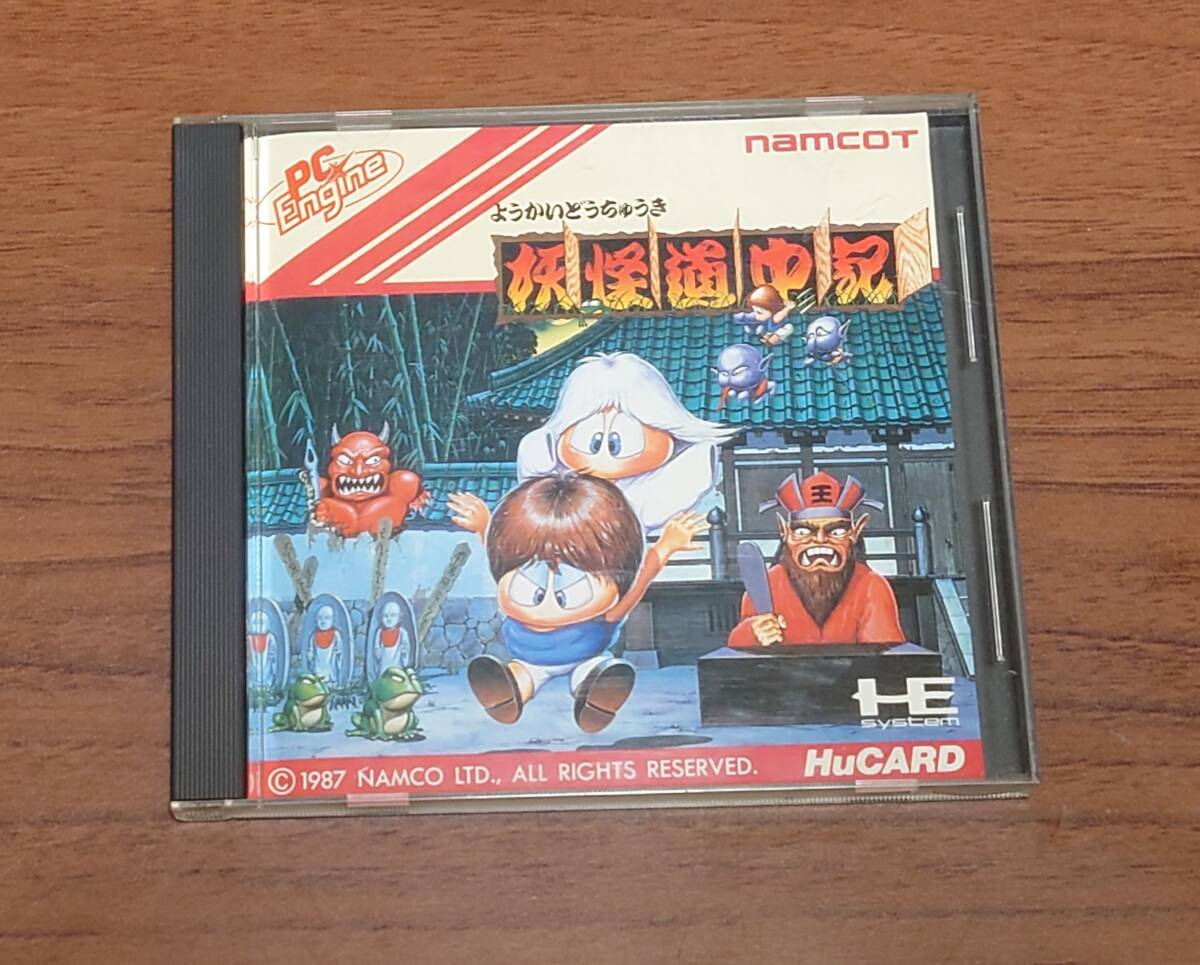 PC Engine
namcoT
ようかいどうちゅうき
妖怪道中記
王
HE
system
HuCARD
© 1987 NAMCO LTD., ALL RIGHTS RESERVED.